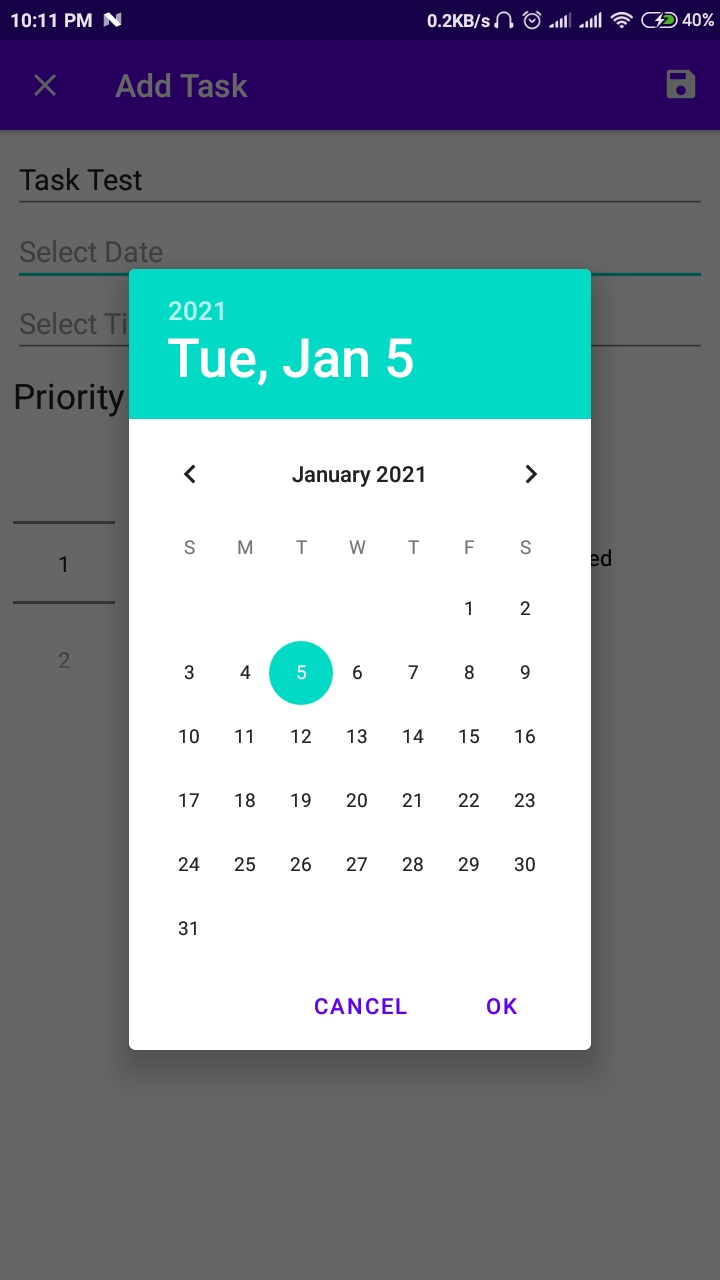 10:11 PM 0.2KB/s 40%
Add Task
Task Test
Select Date
2021
Select Ti
Tue, Jan 5
Priority
January 2021
S M T W T F S
ed
1
1 2
2
3 4 5 6 7 8 9
10 11 12 13 14 15 16
17 18 19 20 21 22 23
24 25 26 27 28 29 30
31
CANCEL OK